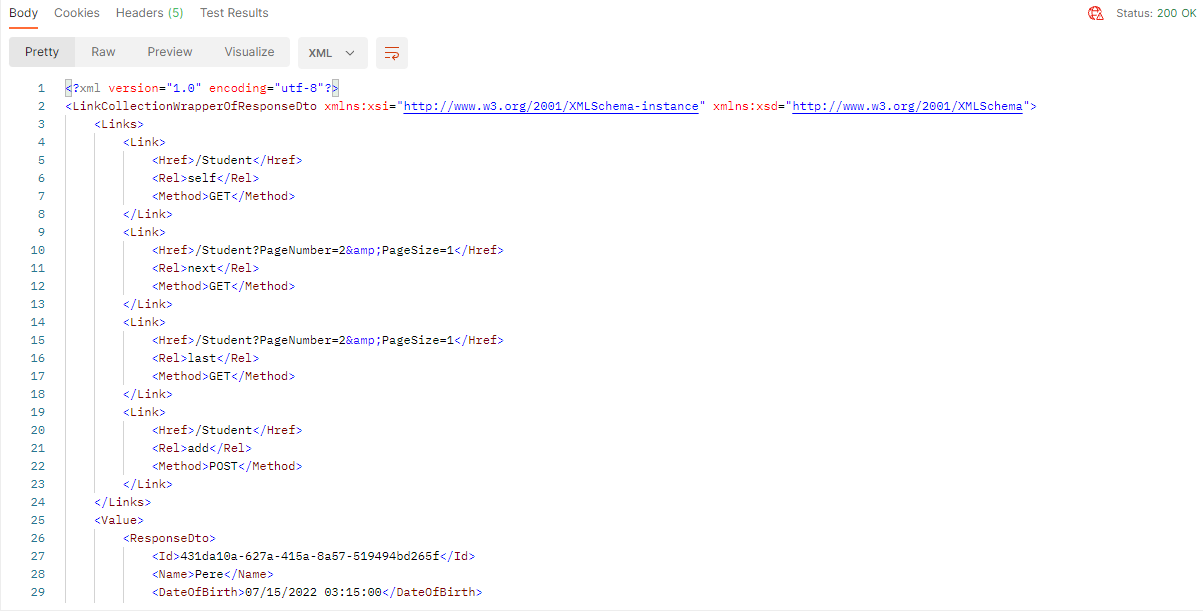 Body Cookies Headers (5) Test Results Status: 200 OK
Pretty Raw Preview Visualize XML
1 <?xml version="1.0" encoding="utf-8"?>
2 <LinkCollectionWrapperOfResponseDto xmlns:xsi="http://www.w3.org/2001/XMLSchema-instance" xmlns:xsd="http://www.w3.org/2001/XMLSchema">
3 <Links>
4 <Link>
5 <Href>/Student</Href>
6 <Rel>self</Rel>
7 <Method>GET</Method>
8 </Link>
9 <Link>
10 <Href>/Student?PageNumber=2&amp;PageSize=1</Href>
11 <Rel>next</Rel>
12 <Method>GET</Method>
13 </Link>
14 <Link>
15 <Href>/Student?PageNumber=2&amp;PageSize=1</Href>
16 <Rel>last</Rel>
17 <Method>GET</Method>
18 </Link>
19 <Link>
20 <Href>/Student</Href>
21 <Rel>add</Rel>
22 <Method>POST</Method>
23 </Link>
24 </Links>
25 <Value>
26 <ResponseDto>
27 <Id>431da10a-627a-415a-8a57-519494bd265f</Id>
28 <Name>Pere</Name>
29 <DateOfBirth>07/15/2022 03:15:00</DateOfBirth>